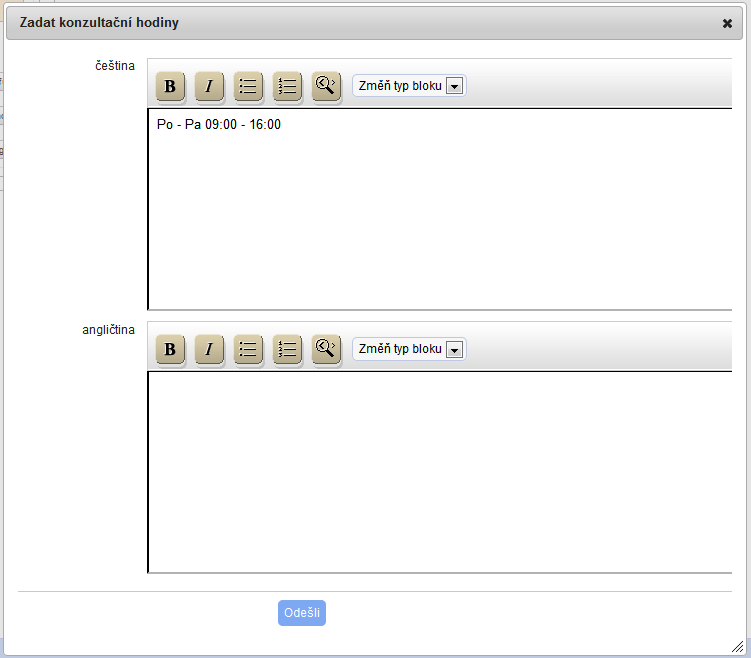 Zadat konzultační hodiny
čeština
B I Změň typ bloku
Po - Pa 09:00 - 16:00
angličtina
B I Změň typ bloku
Odešli